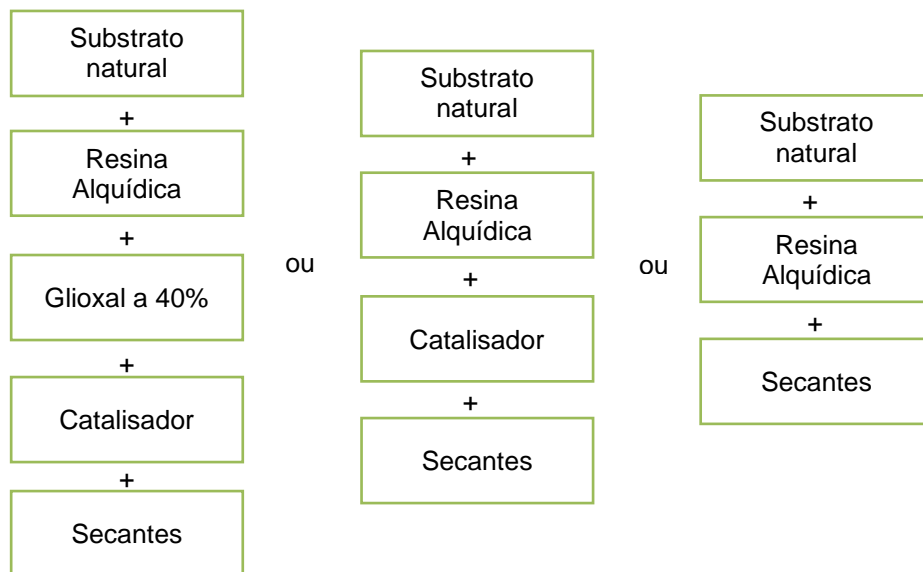 Substrato
natural
+
Resina
Alquídica
+
Glioxal a 40%
+
Catalisador
+
Secantes
ou
Substrato
natural
+
Resina
Alquídica
+
Catalisador
+
Secantes
ou
Substrato
natural
+
Resina
Alquídica
+
Secantes